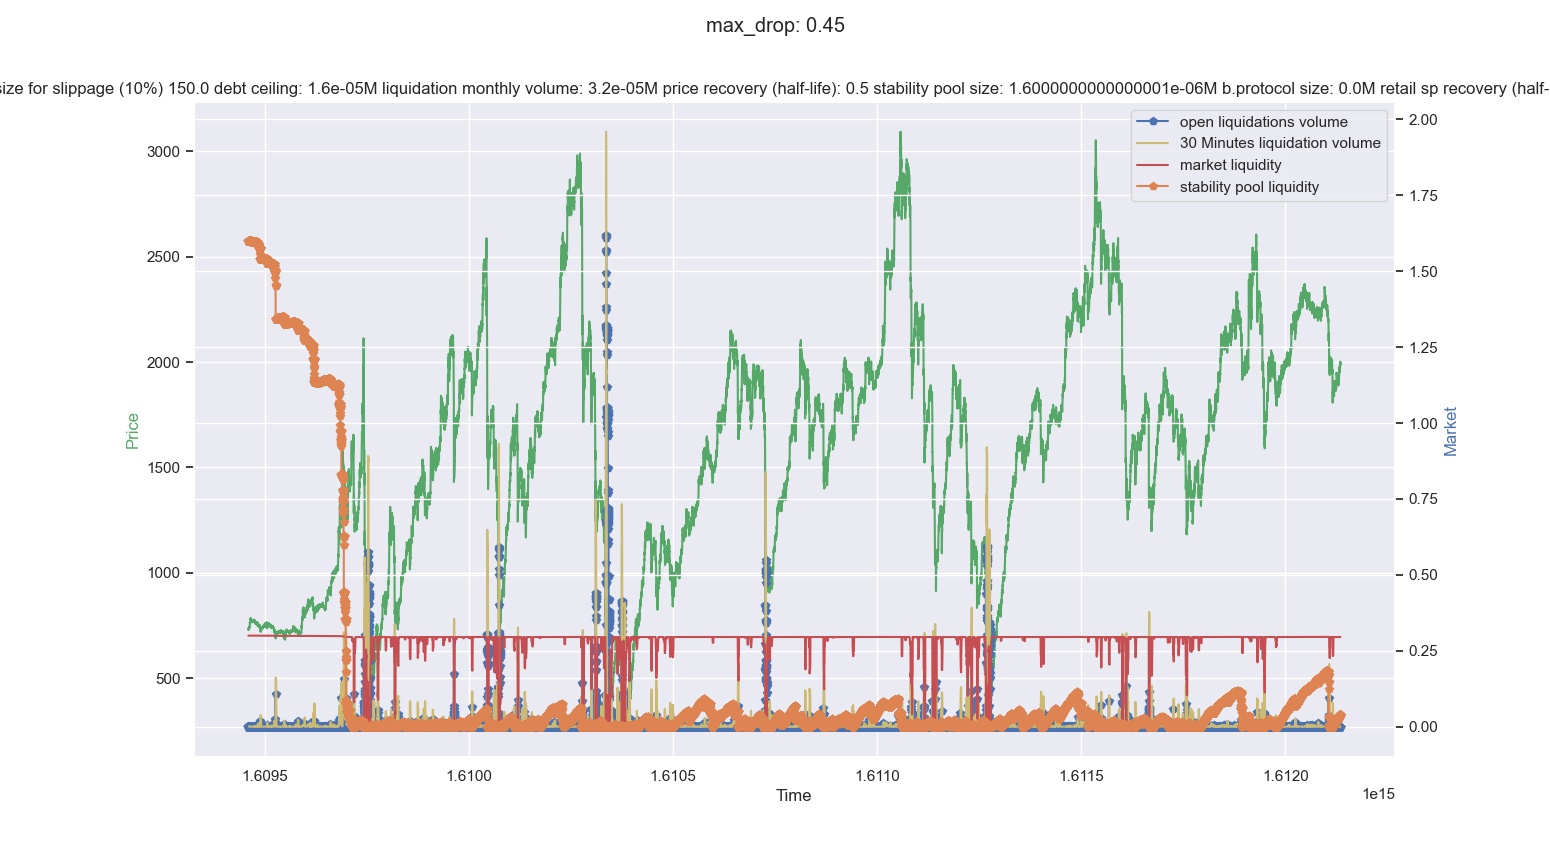 max_drop: 0.45
size for slippage (10%) 150.0 debt ceiling: 1.6e-05M liquidation monthly volume: 3.2e-05M price recovery (half-life): 0.5 stability pool size: 1.6000000000000001e-06M b.protocol size: 0.0M retail sp recovery (half-
open liquidations volume
30 Minutes liquidation volume
market liquidity
stability pool liquidity
3000
2500
2000
1500
1000
500
Price
2.00
1.75
1.50
1.25
1.00
0.75
0.50
0.25
0.00
Market
1.6095
1.6100
1.6105
1.6110
1.6115
1.6120
1e15
Time